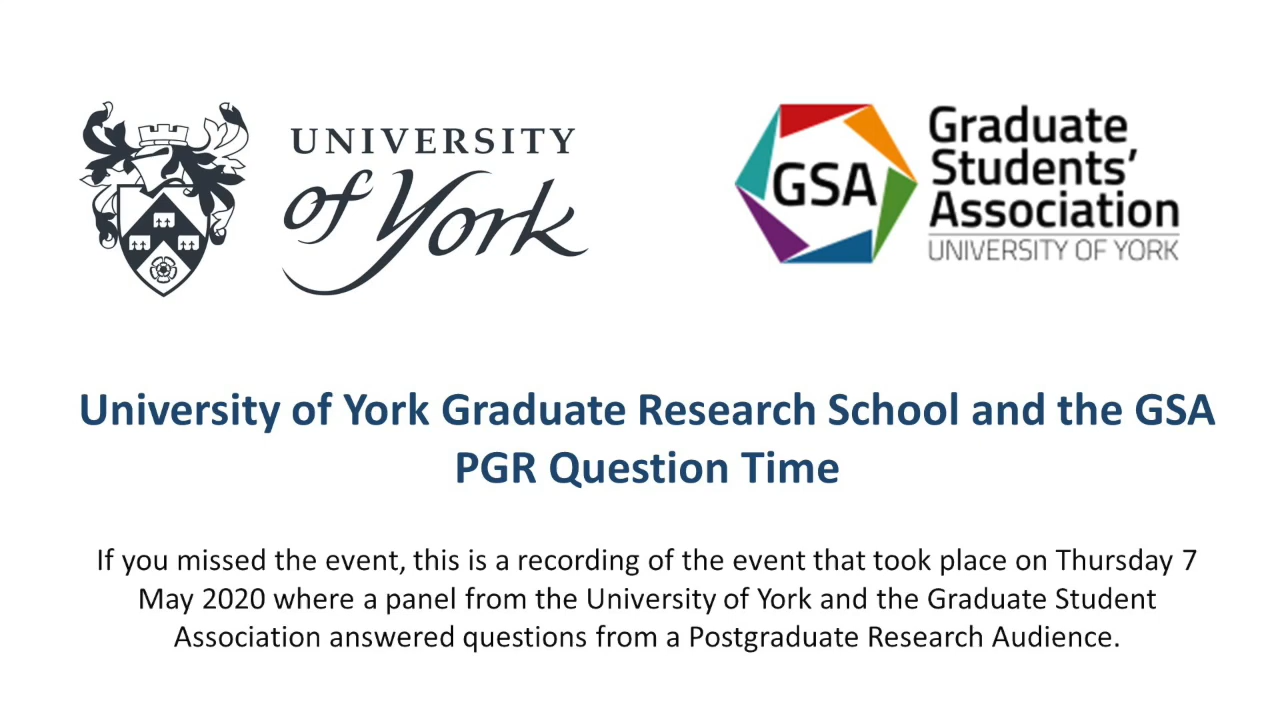 UNIVERSITY
of York
GSA
Graduate
Students’
Association
UNIVERSITY OF YORK
University of York Graduate Research School and the GSA
PGR Question Time
If you missed the event, this is a recording of the event that took place on Thursday 7
May 2020 where a panel from the University of York and the Graduate Student
Association answered questions from a Postgraduate Research Audience.